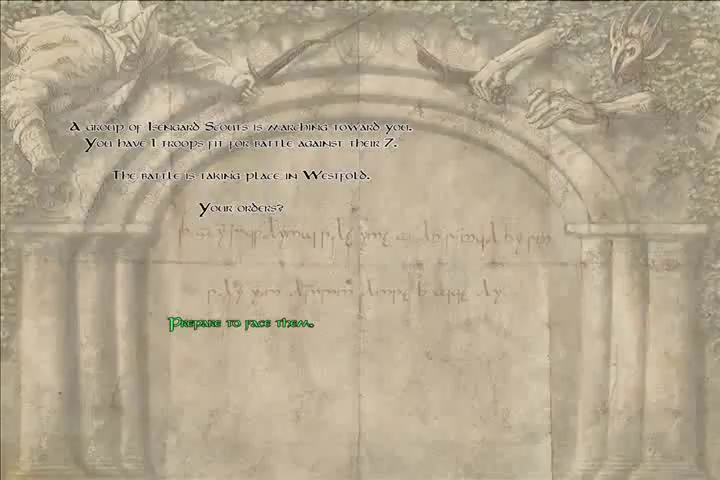 A group of Isengard Scouts is marching toward you.
You have 1 troops fit for battle against their 7.
The battle is taking place in Westfold.
Your orders?
Prepare to face them.